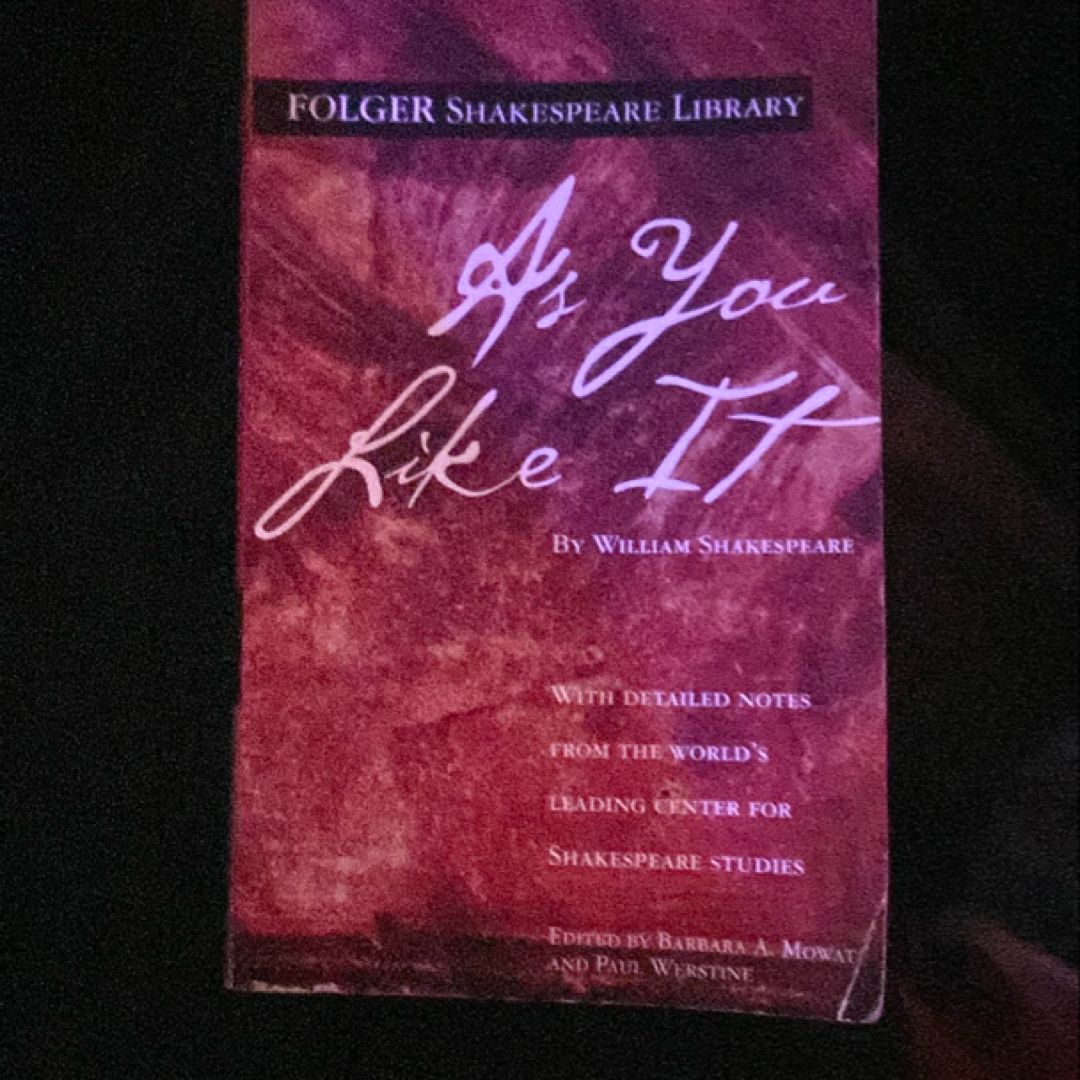 FOLGER SHAKESPEARE LIBRARY
As You
Like It
BY WILLIAM SHAKESPEARE
WITH DETAILED NOTES
FROM THE WORLD'S
LEADING CENTER FOR
SHAKESPEARE STUDIES
EDITED BY BARBARA A. MOWAT
AND PAUL WERSTINE